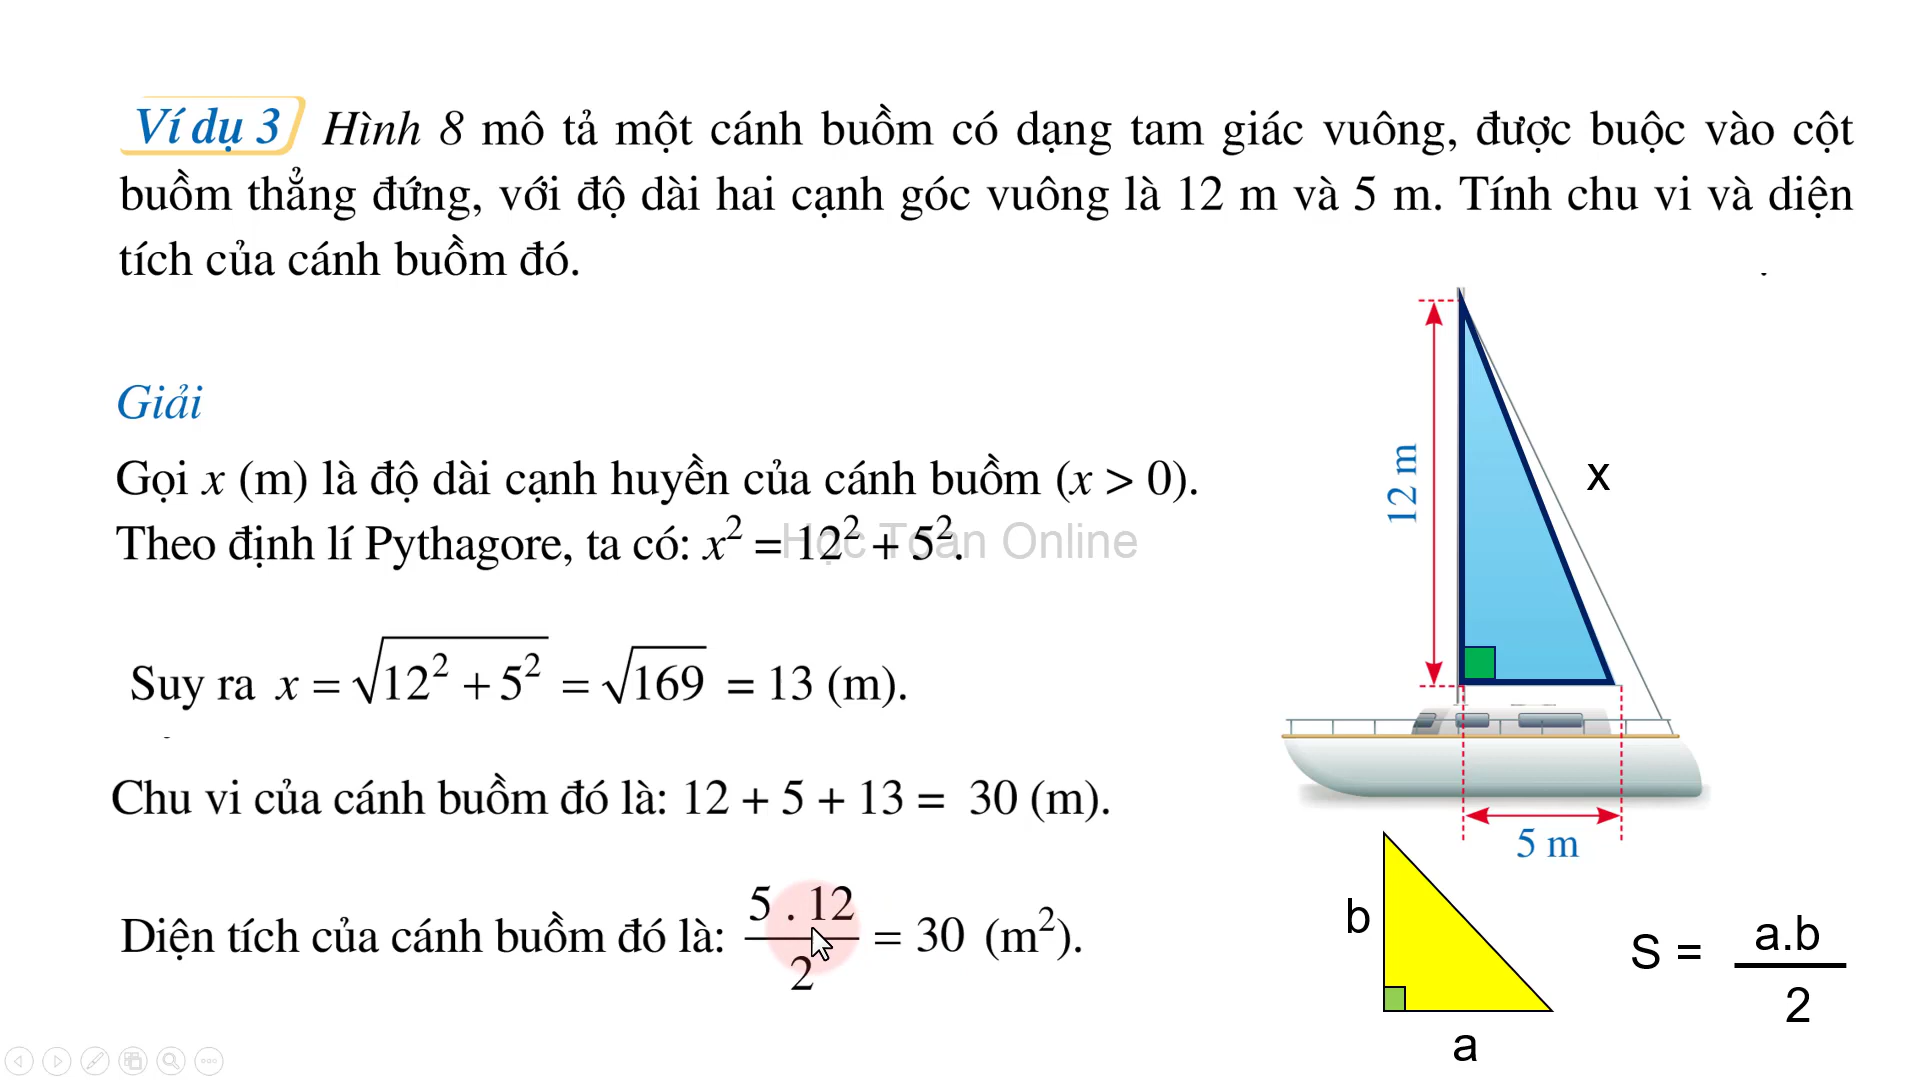 Ví dụ 3 Hình 8 mô tả một cánh buồm có dạng tam giác vuông, được buộc vào cột
buồm thẳng đứng, với độ dài hai cạnh góc vuông là 12 m và 5 m. Tính chu vi và diện
tích của cánh buồm đó.
Giải
Gọi x (m) là độ dài cạnh huyền của cánh buồm (x > 0).
Theo định lí Pythagore, ta có: x² = 12² + 5².
Học Toán Online
Suy ra x = √(12² + 5²) = √169 = 13 (m).
Chu vi của cánh buồm đó là: 12 + 5 + 13 = 30 (m).
Diện tích của cánh buồm đó là: 5 . 12 / 2 = 30 (m²).
12 m
x
5 m
b
a
S = a.b / 2